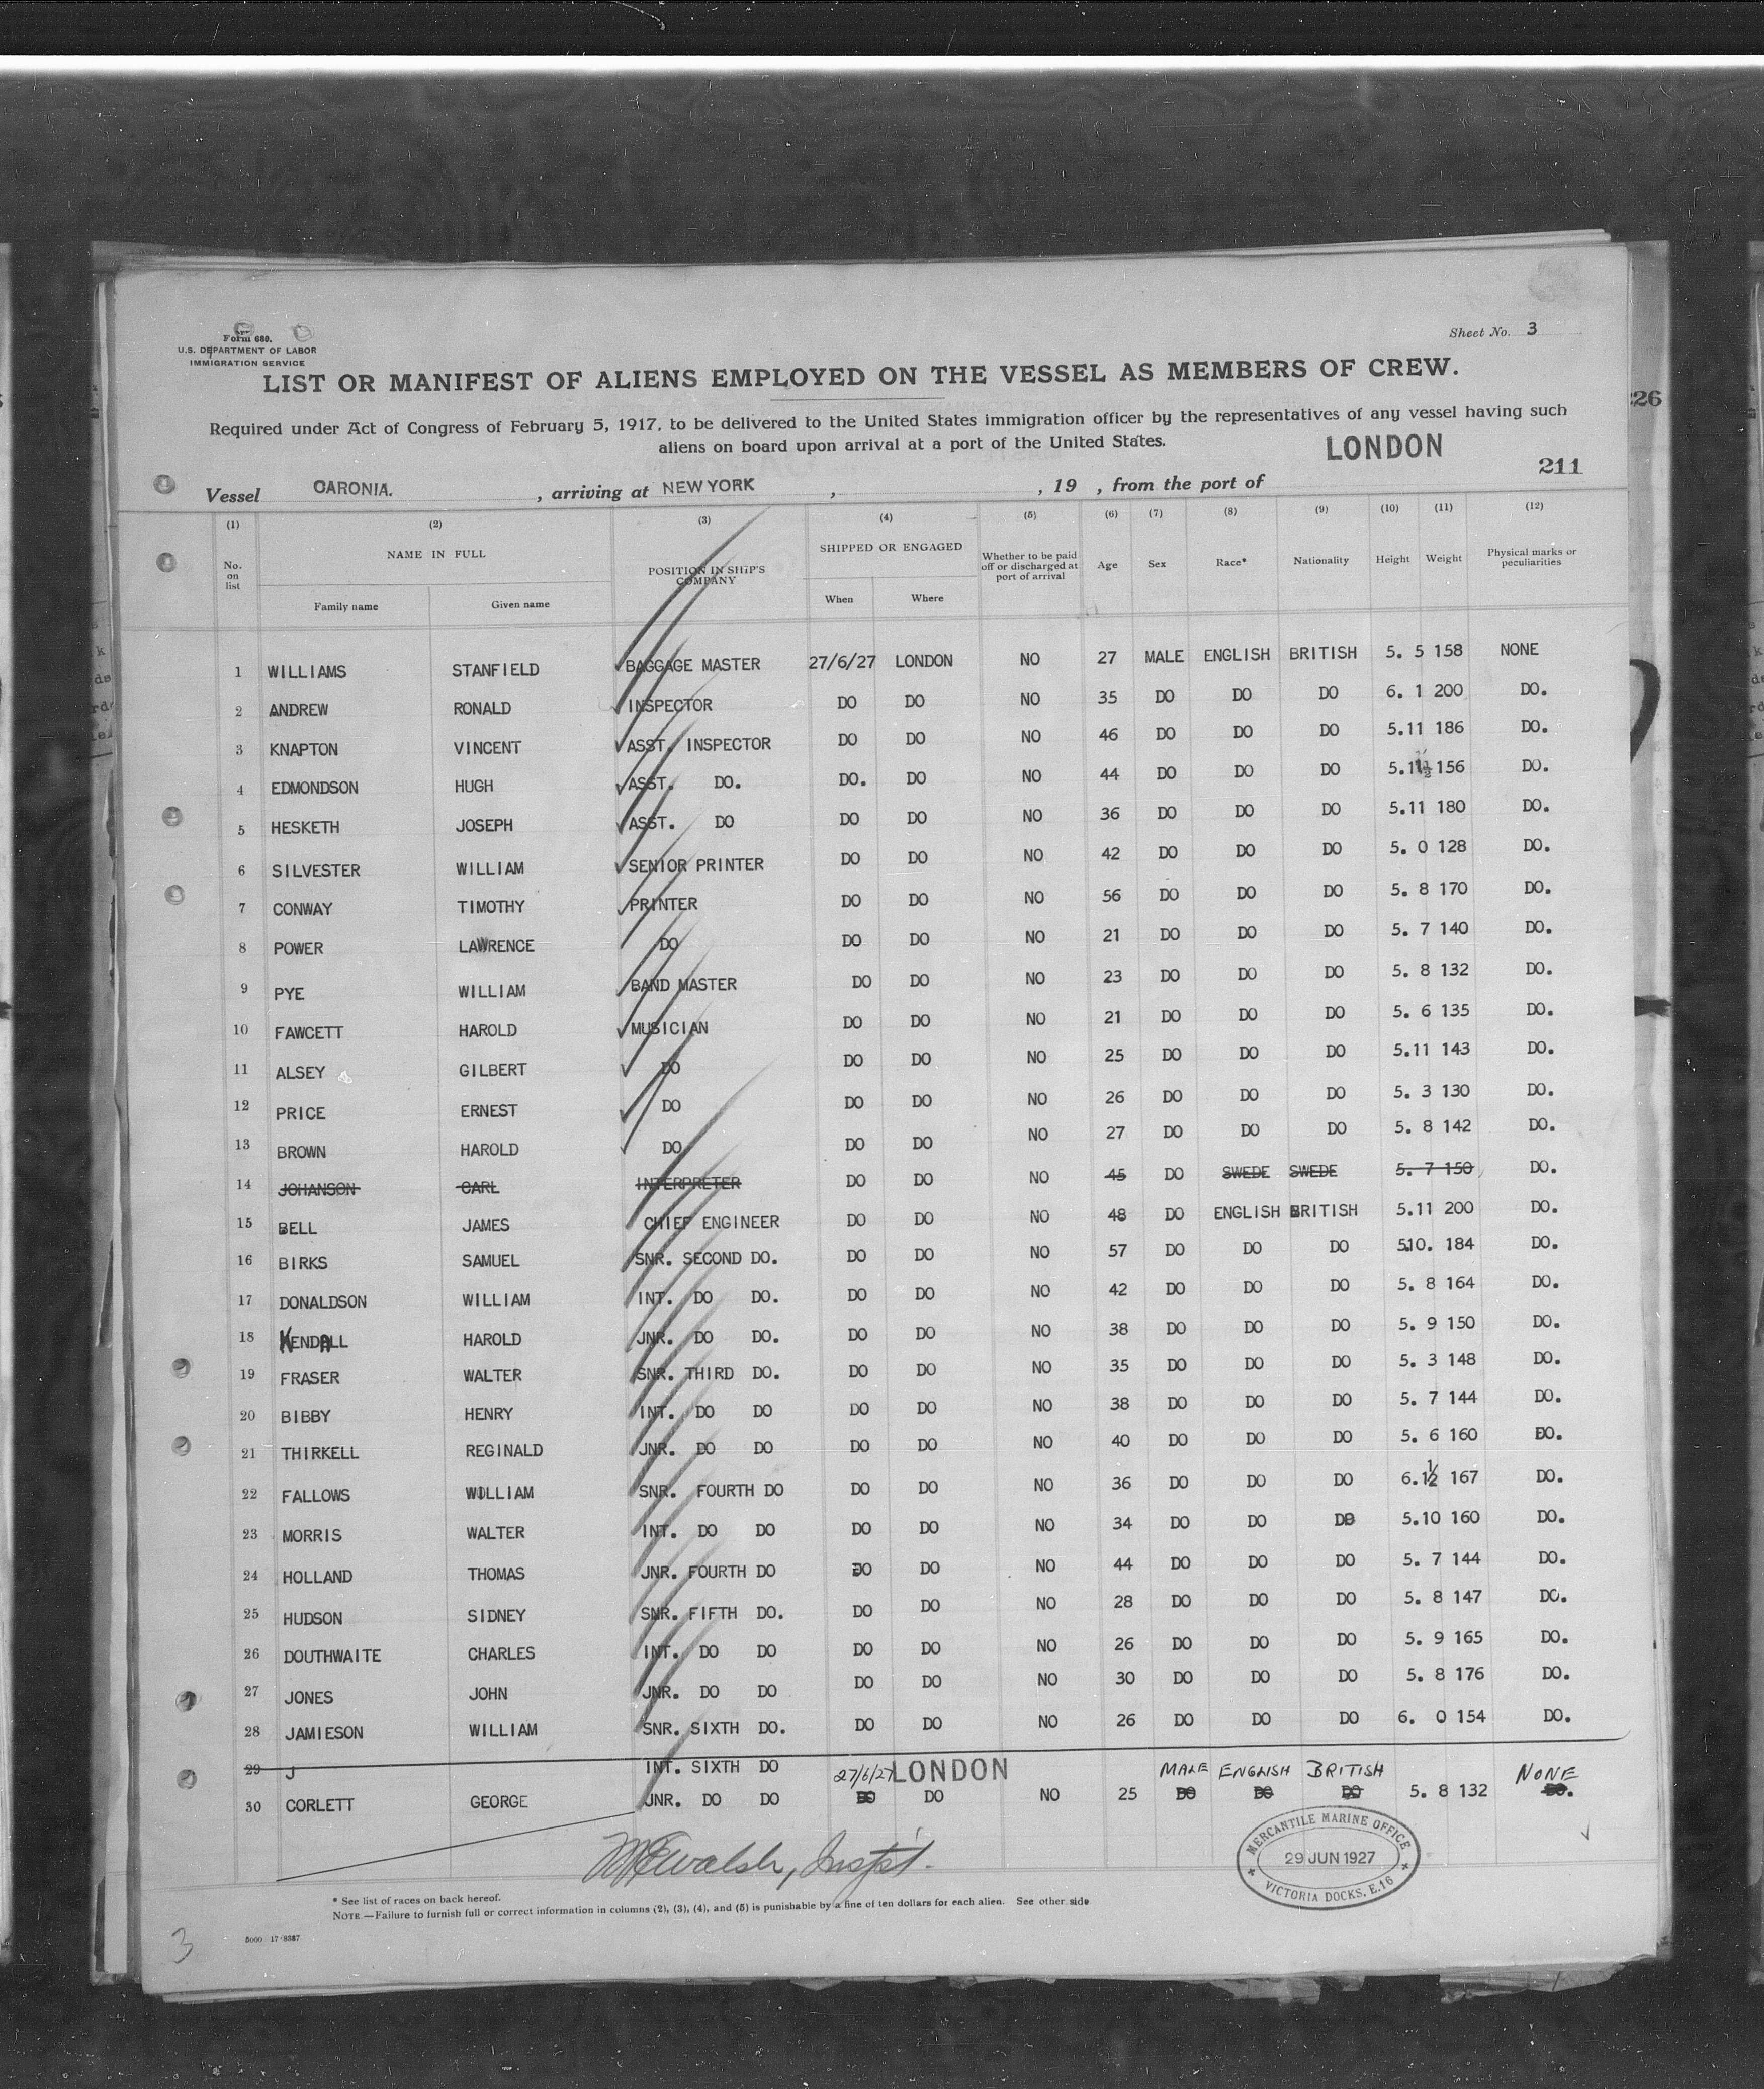 Form 680.
U.S. DEPARTMENT OF LABOR
IMMIGRATION SERVICE
Sheet No. 3
LIST OR MANIFEST OF ALIENS EMPLOYED ON THE VESSEL AS MEMBERS OF CREW.
Required under Act of Congress of February 5, 1917, to be delivered to the United States immigration officer by the representatives of any vessel having such
aliens on board upon arrival at a port of the United States.
226
LONDON
211
Vessel CARONIA. , arriving at NEW YORK , , 19 , from the port of
(1) (2) (3) (4) (5) (6) (7) (8) (9) (10) (11) (12)
No. on list NAME IN FULL POSITION IN SHIP'S COMPANY SHIPPED OR ENGAGED Whether to be paid off or discharged at port of arrival Age Sex Race* Nationality Height Weight Physical marks or peculiarities
Family name Given name When Where
1 WILLIAMS STANFIELD BAGGAGE MASTER 27/6/27 LONDON NO 27 MALE ENGLISH BRITISH 5. 5 158 NONE
2 ANDREW RONALD INSPECTOR DO DO NO 35 DO DO DO 6. 1 200 DO.
3 KNAPTON VINCENT ASST. INSPECTOR DO DO NO 46 DO DO DO 5.11 186 DO.
4 EDMONDSON HUGH ASST. DO. DO. DO NO 44 DO DO DO 5.11½ 156 DO.
5 HESKETH JOSEPH ASST. DO DO DO NO 36 DO DO DO 5.11 180 DO.
6 SILVESTER WILLIAM SENIOR PRINTER DO DO NO 42 DO DO DO 5. 0 128 DO.
7 CONWAY TIMOTHY PRINTER DO DO NO 56 DO DO DO 5. 8 170 DO.
8 POWER LAWRENCE DO DO DO NO 21 DO DO DO 5. 7 140 DO.
9 PYE WILLIAM BAND MASTER DO DO NO 23 DO DO DO 5. 8 132 DO.
10 FAWCETT HAROLD MUSICIAN DO DO NO 21 DO DO DO 5. 6 135 DO.
11 ALSEY GILBERT DO DO DO NO 25 DO DO DO 5.11 143 DO.
12 PRICE ERNEST DO DO DO NO 26 DO DO DO 5. 3 130 DO.
13 BROWN HAROLD DO DO DO NO 27 DO DO DO 5. 8 142 DO.
14 JOHANSON CARL INTERPRETER DO DO NO 45 DO SWEDE SWEDE 5. 7 150 DO.
15 BELL JAMES CHIEF ENGINEER DO DO NO 48 DO ENGLISH BRITISH 5.11 200 DO.
16 BIRKS SAMUEL SNR. SECOND DO. DO DO NO 57 DO DO DO 510. 184 DO.
17 DONALDSON WILLIAM INT. DO DO. DO DO NO 42 DO DO DO 5. 8 164 DO.
18 KENDALL HAROLD JNR. DO DO. DO DO NO 38 DO DO DO 5. 9 150 DO.
19 FRASER WALTER SNR. THIRD DO. DO DO NO 35 DO DO DO 5. 3 148 DO.
20 BIBBY HENRY INT. DO DO DO DO NO 38 DO DO DO 5. 7 144 DO.
21 THIRKELL REGINALD JNR. DO DO DO DO NO 40 DO DO DO 5. 6 160 DO.
22 FALLOWS WILLIAM SNR. FOURTH DO DO DO NO 36 DO DO DO 6.½ 167 DO.
23 MORRIS WALTER INT. DO DO DO DO NO 34 DO DO DO 5.10 160 DO.
24 HOLLAND THOMAS JNR. FOURTH DO DO DO NO 44 DO DO DO 5. 7 144 DO.
25 HUDSON SIDNEY SNR. FIFTH DO. DO DO NO 28 DO DO DO 5. 8 147 DO.
26 DOUTHWAITE CHARLES INT. DO DO DO DO NO 26 DO DO DO 5. 9 165 DO.
27 JONES JOHN JNR. DO DO DO DO NO 30 DO DO DO 5. 8 176 DO.
28 JAMIESON WILLIAM SNR. SIXTH DO. DO DO NO 26 DO DO DO 6. 0 154 DO.
29 J INT. SIXTH DO
27/6/27 LONDON MALE ENGLISH BRITISH NONE
30 CORLETT GEORGE JNR. DO DO DO DO NO 25 DO DO DO 5. 8 132 DO.
MERCANTILE MARINE OFFICE
29 JUN 1927
VICTORIA DOCKS, E.16
* See list of races on back hereof.
NOTE.—Failure to furnish full or correct information in columns (2), (3), (4), and (5) is punishable by a fine of ten dollars for each alien. See other side
3